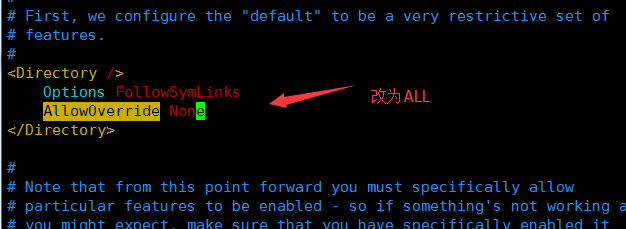 #
# First, we configure the "default" to be a very restrictive set of
# features.
#
<Directory />
Options FollowSymLinks
AllowOverride None
改为ALL
</Directory>
#
# Note that from this point forward you must specifically allow
# particular features to be enabled - so if something's not working a
# you might expect, make sure that you have specifically enabled it